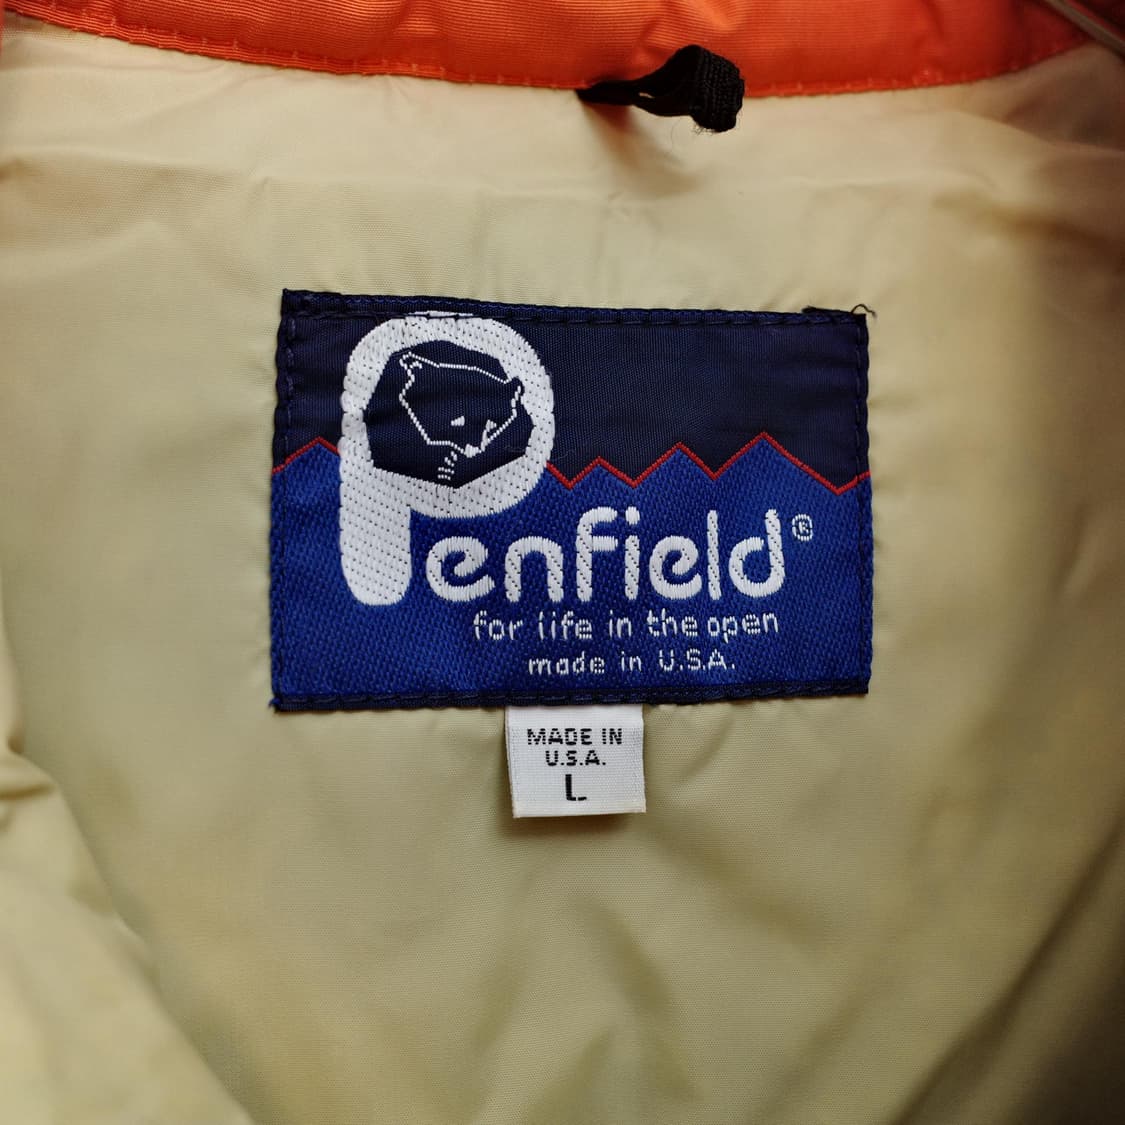 Penfield®
for life in the open
made in U.S.A.
MADE IN
U.S.A.
L